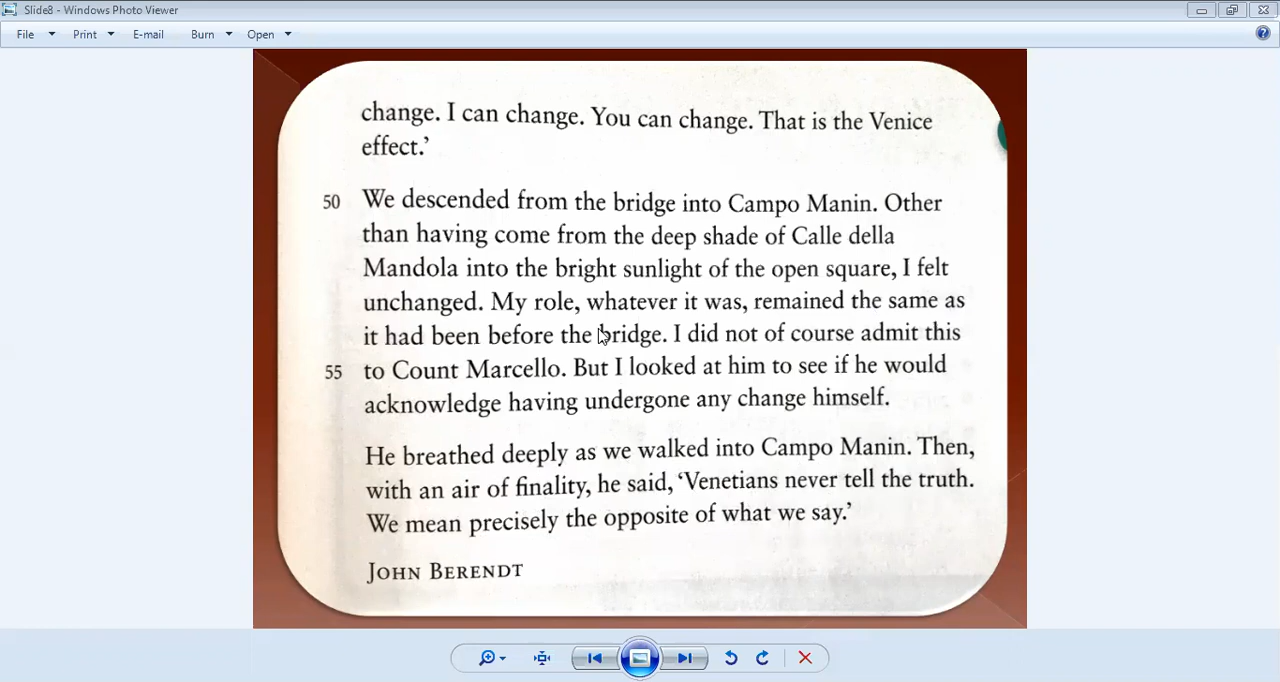 Slide8 - Windows Photo Viewer
File Print E-mail Burn Open
change. I can change. You can change. That is the Venice
effect.’
50 We descended from the bridge into Campo Manin. Other
than having come from the deep shade of Calle della
Mandola into the bright sunlight of the open square, I felt
unchanged. My role, whatever it was, remained the same as
it had been before the bridge. I did not of course admit this
55 to Count Marcello. But I looked at him to see if he would
acknowledge having undergone any change himself.
He breathed deeply as we walked into Campo Manin. Then,
with an air of finality, he said, ‘Venetians never tell the truth.
We mean precisely the opposite of what we say.’
JOHN BERENDT